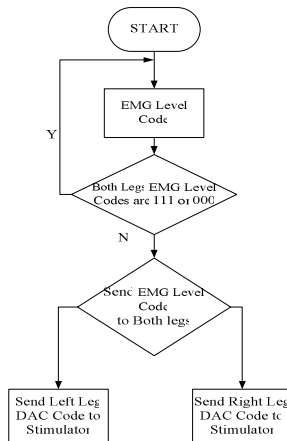 START
EMG Level
Code
Y
Both Legs EMG Level
Codes are 111 or 000
N
Send EMG Level
Code
to Both legs
Send Left Leg
DAC Code to
Stimulator
Send Right Leg
DAC Code to
Stimulator